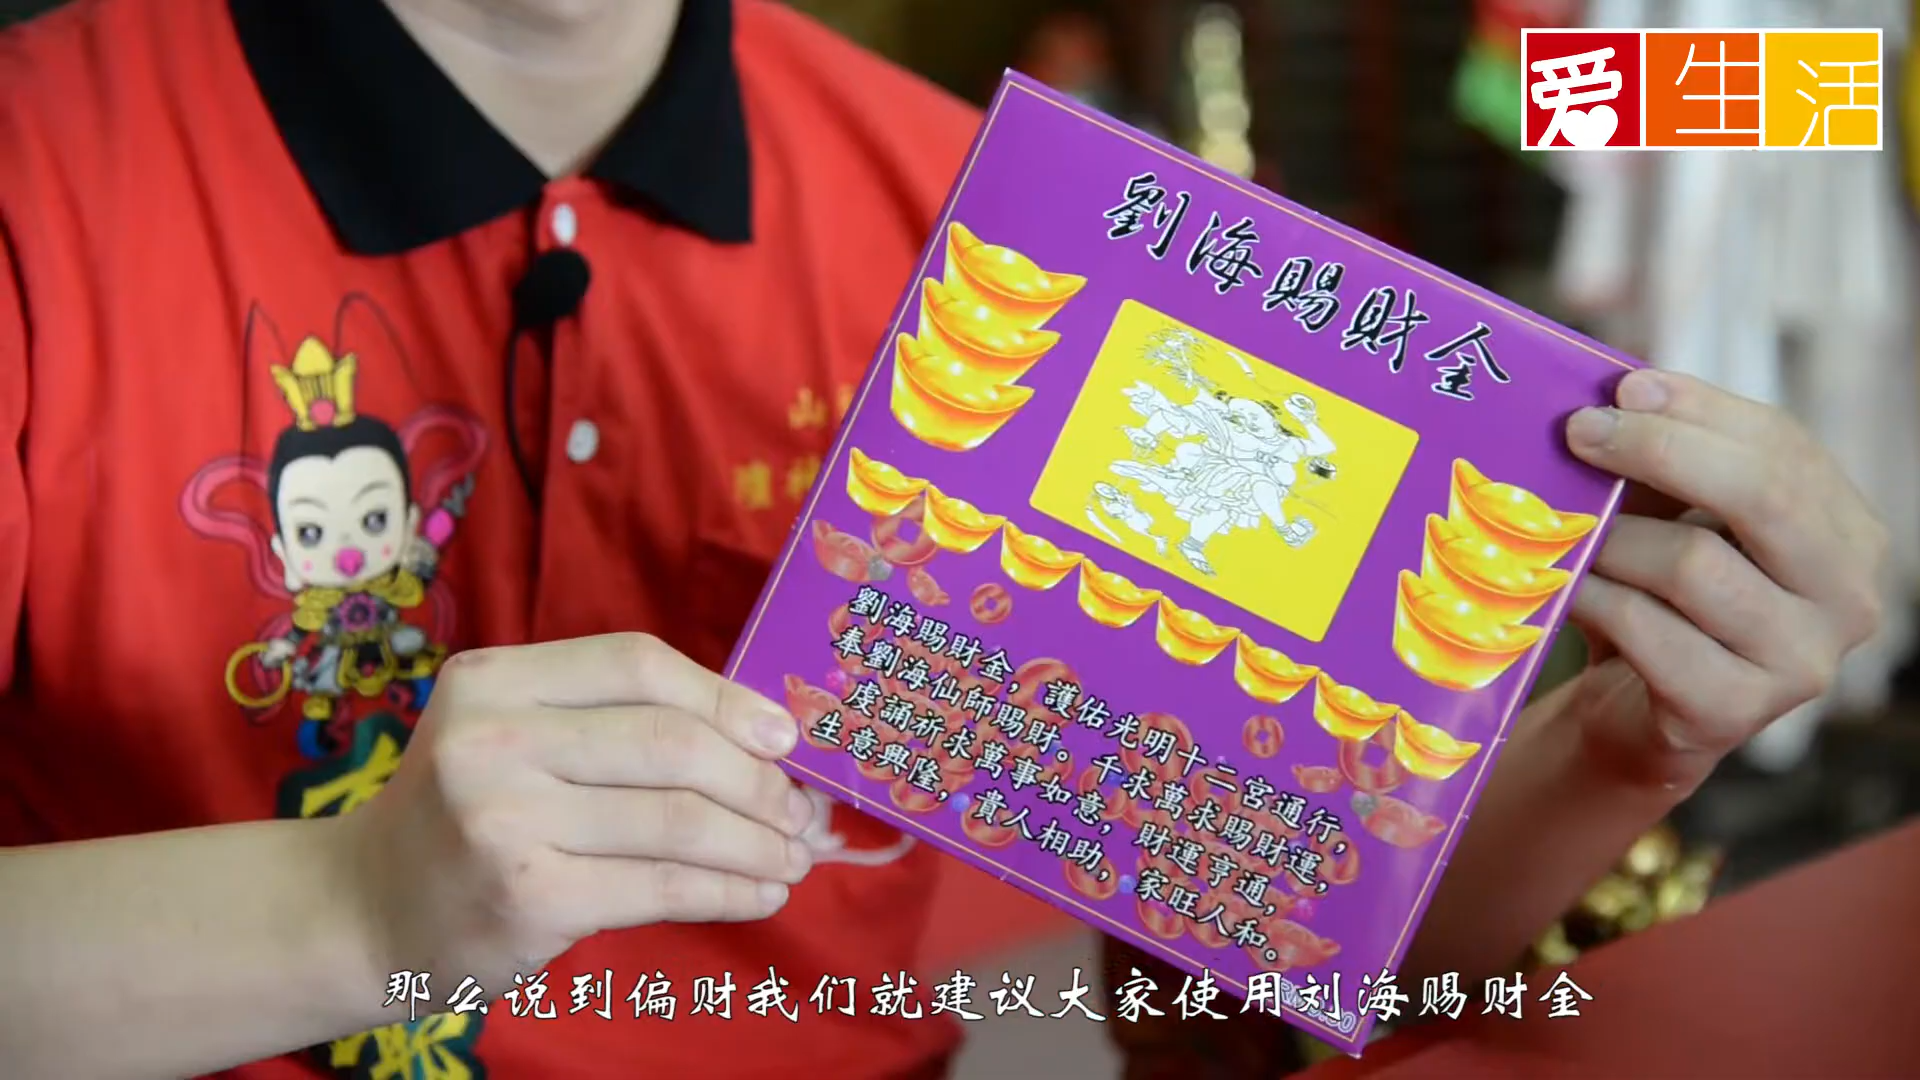 爱生活
劉海賜財金
山
壇神
劉海賜財金，護佑光明十二宮通行，
奉劉海仙師賜財。千求萬求賜財運，
虔誦祈求萬事如意，財運亨通，
生意興隆，貴人相助，家旺人和。
那么说到偏财我们就建议大家使用刘海赐财金